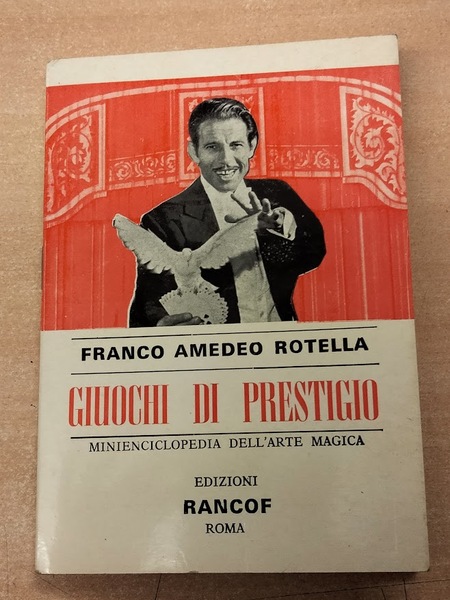 FRANCO AMEDEO ROTELLA
GIUOCHI DI PRESTIGIO
MINIENCICLOPEDIA DELL'ARTE MAGICA
EDIZIONI
RANCOF
ROMA